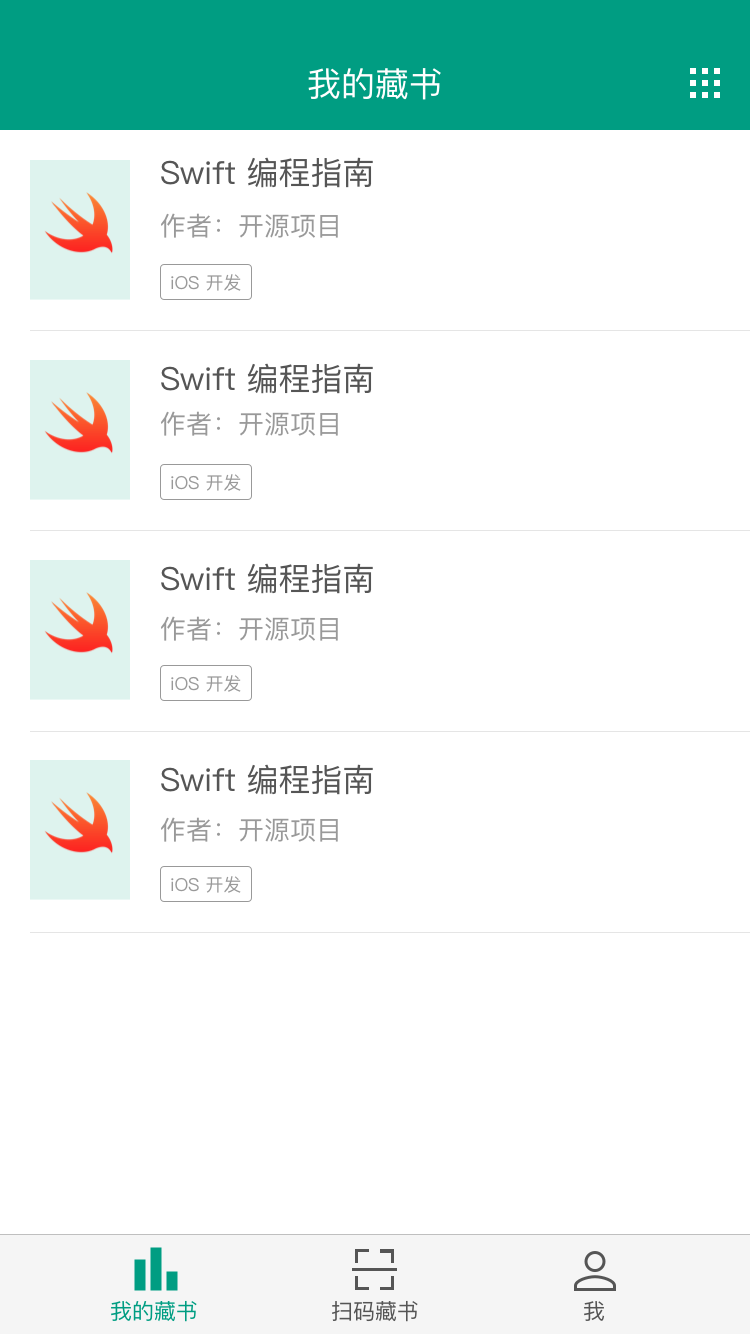 我的藏书
Swift 编程指南
作者：开源项目
iOS 开发
Swift 编程指南
作者：开源项目
iOS 开发
Swift 编程指南
作者：开源项目
iOS 开发
Swift 编程指南
作者：开源项目
iOS 开发
我的藏书
扫码藏书
我